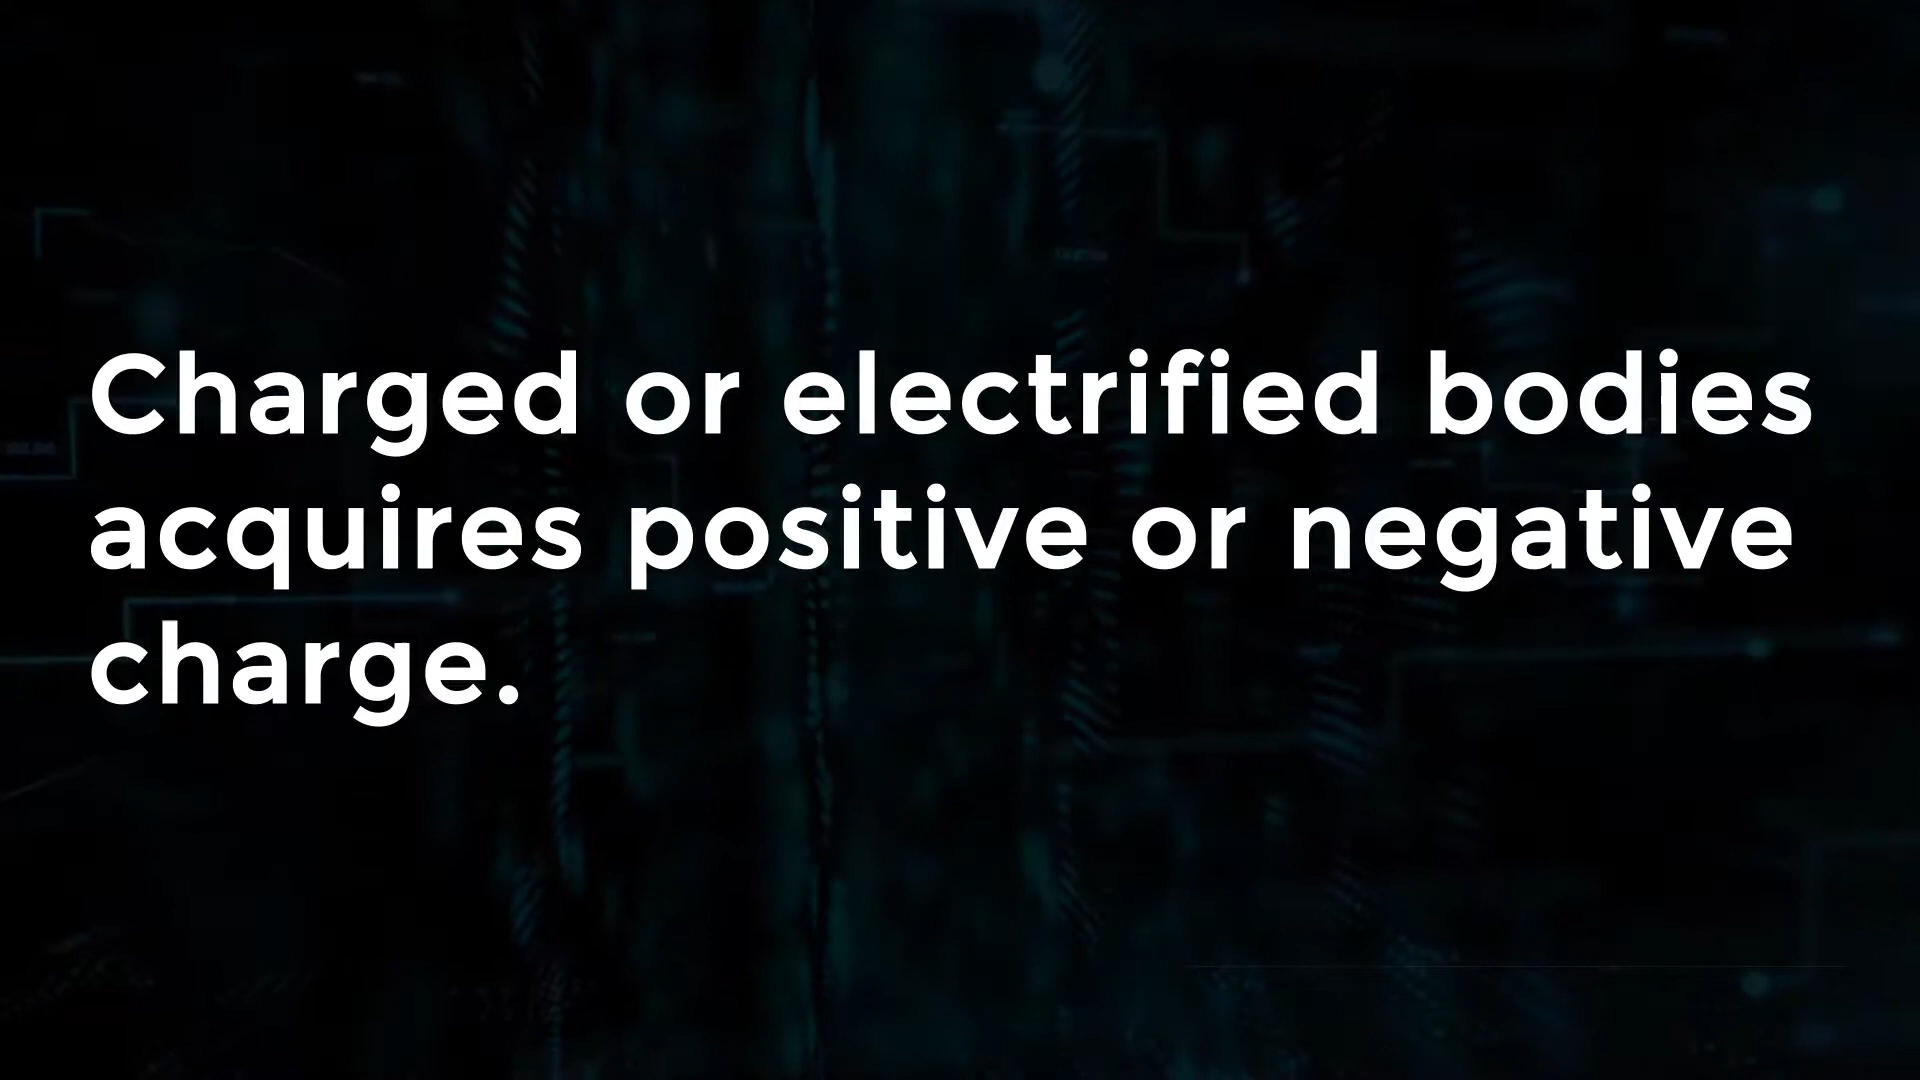 Charged or electrified bodies
acquires positive or negative
charge.